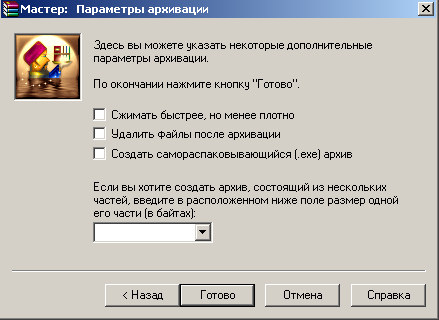 Мастер: Параметры архивации
Здесь вы можете указать некоторые дополнительные
параметры архивации.
По окончании нажмите кнопку "Готово".
Сжимать быстрее, но менее плотно
Удалить файлы после архивации
Создать самораспаковывающийся (.exe) архив
Если вы хотите создать архив, состоящий из нескольких
частей, введите в расположенном ниже поле размер одной
его части (в байтах):
< Назад
Готово
Отмена
Справка